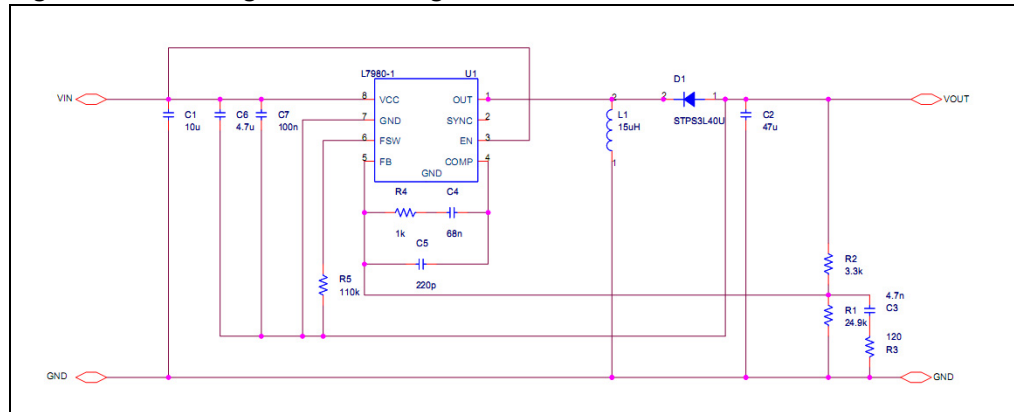 L7980-1 U1
VIN
C1
10u
C6
4.7u
C7
100n
8 VCC
7 GND
6 FSW
5 FB
OUT 1
SYNC 2
EN 3
COMP 4
GND
2
L1
15uH
1
D1
2 1
STPS3L40U
C2
47u
VOUT
R4
1k
C4
68n
C5
220p
R5
110k
R2
3.3k
R1
24.9k
4.7n
C3
120
R3
GND
GND